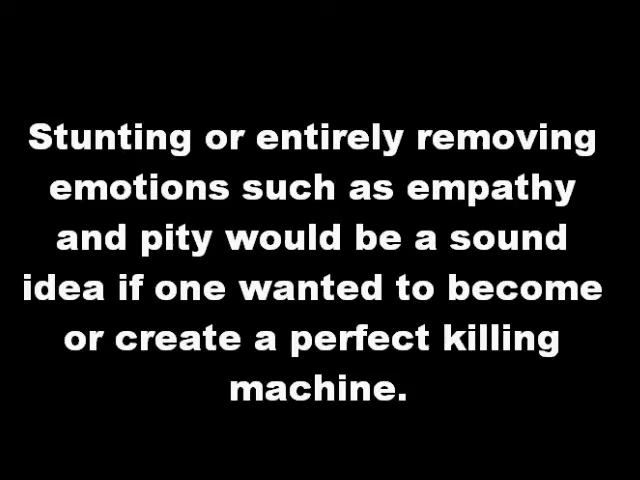 Stunting or entirely removing
emotions such as empathy
and pity would be a sound
idea if one wanted to become
or create a perfect killing
machine.